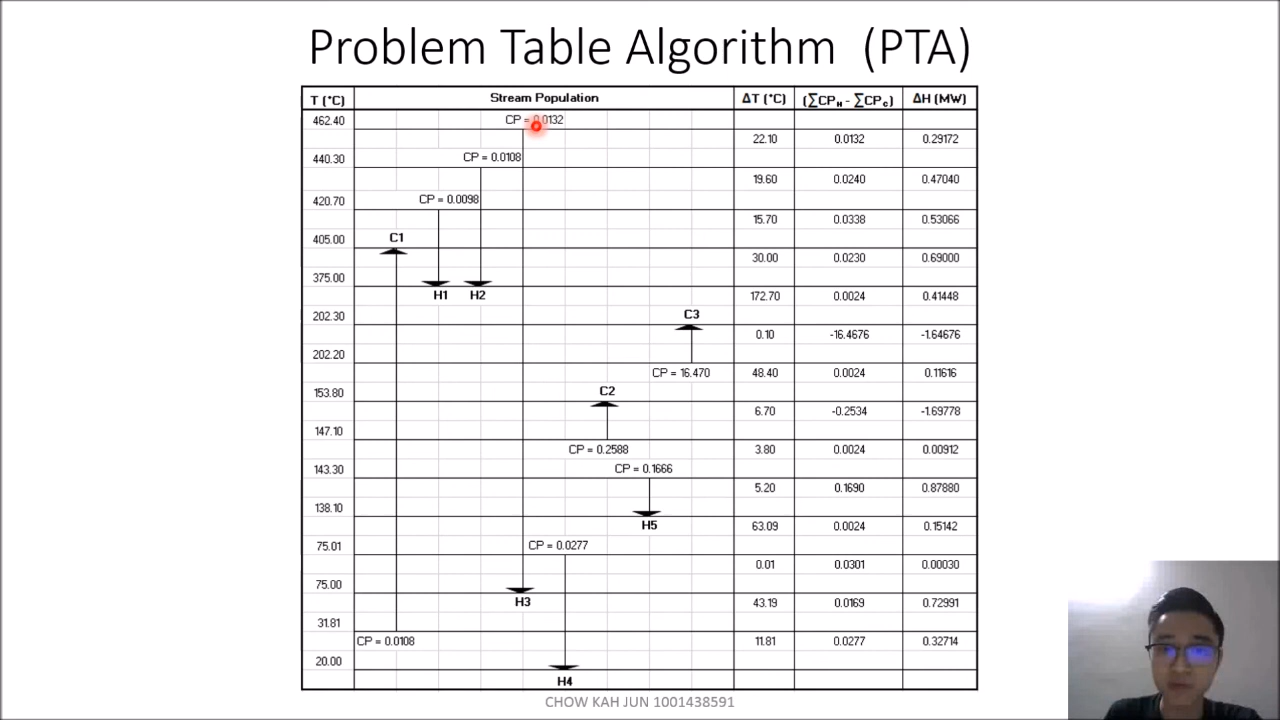 Problem Table Algorithm (PTA)
T (°C) Stream Population ΔT (°C) (∑CPH - ∑CPC) ΔH (MW)
462.40 CP = 0.0132
22.10 0.0132 0.29172
440.30 CP = 0.0108
19.60 0.0240 0.47040
420.70 CP = 0.0098
15.70 0.0338 0.53066
405.00 C1
30.00 0.0230 0.69000
375.00
H1 H2 172.70 0.0024 0.41448
202.30 C3
0.10 -16.4676 -1.64676
202.20
CP = 16.470 48.40 0.0024 0.11616
153.80 C2
6.70 -0.2534 -1.69778
147.10
CP = 0.2588 3.80 0.0024 0.00912
143.30 CP = 0.1666
5.20 0.1690 0.87880
138.10
H5 63.09 0.0024 0.15142
75.01 CP = 0.0277
0.01 0.0301 0.00030
75.00
H3 43.19 0.0169 0.72991
31.81
CP = 0.0108 11.81 0.0277 0.32714
20.00
H4
CHOW KAH JUN 1001438591